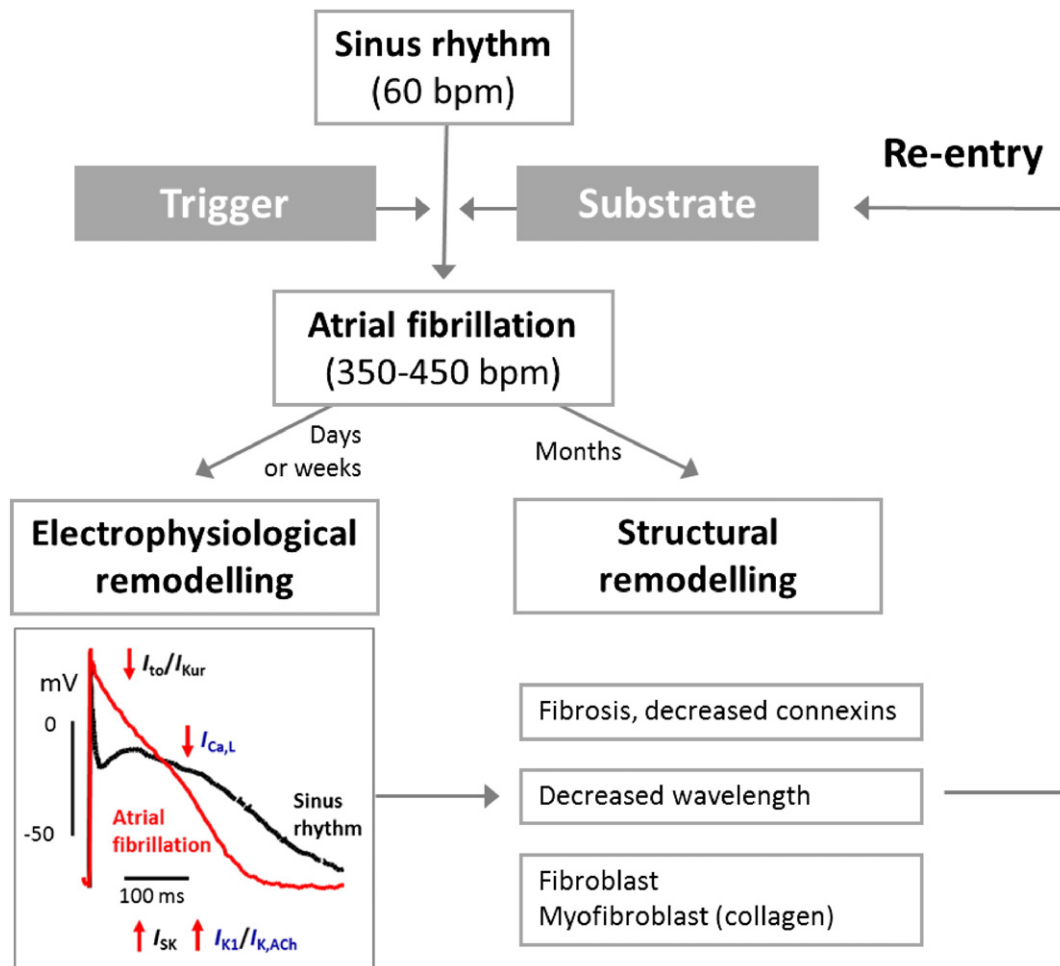 Sinus rhythm
(60 bpm)
Re-entry
Trigger
Substrate
Atrial fibrillation
(350-450 bpm)
Days
or weeks
Months
Electrophysiological
remodelling
Structural
remodelling
mV
0
-50
Ito/IKur
ICa,L
Atrial
fibrillation
Sinus
rhythm
100 ms
ISK
IK1/IK,ACh
Fibrosis, decreased connexins
Decreased wavelength
Fibroblast
Myofibroblast (collagen)